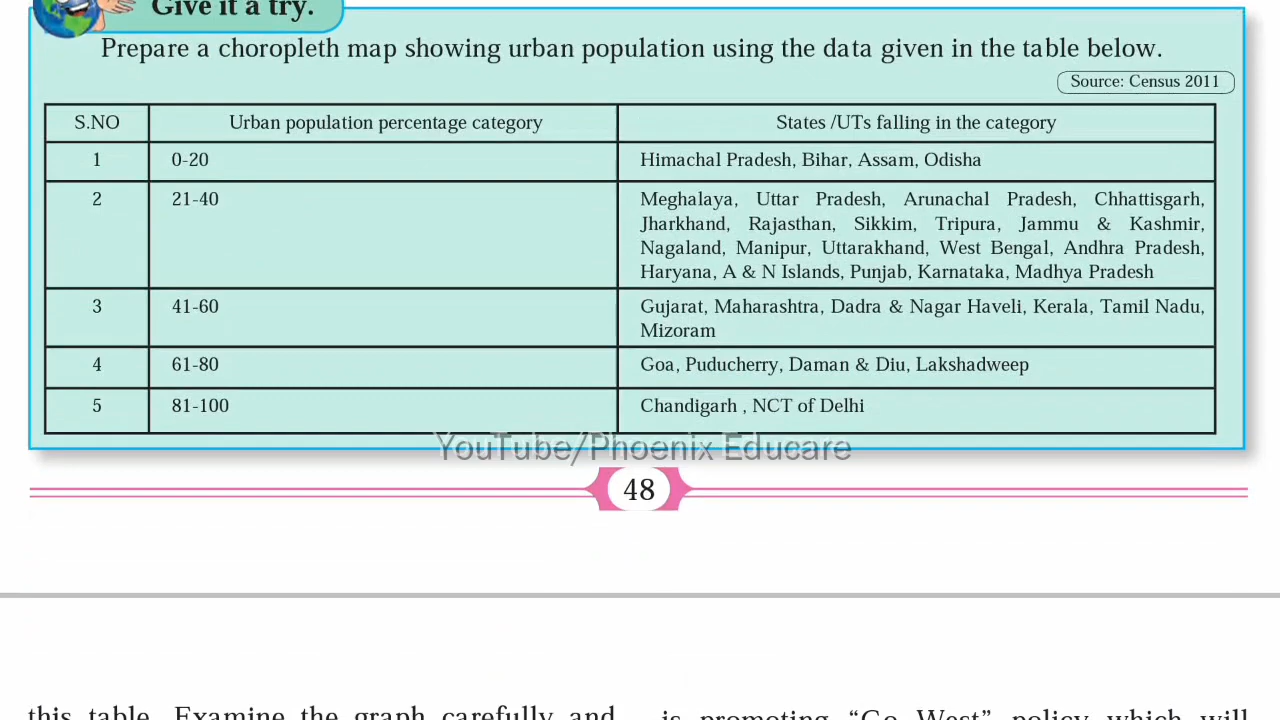 Give it a try.
Prepare a choropleth map showing urban population using the data given in the table below.
Source: Census 2011
S.NO Urban population percentage category States /UTs falling in the category
1 0-20 Himachal Pradesh, Bihar, Assam, Odisha
2 21-40 Meghalaya, Uttar Pradesh, Arunachal Pradesh, Chhattisgarh,
Jharkhand, Rajasthan, Sikkim, Tripura, Jammu & Kashmir,
Nagaland, Manipur, Uttarakhand, West Bengal, Andhra Pradesh,
Haryana, A & N Islands, Punjab, Karnataka, Madhya Pradesh
3 41-60 Gujarat, Maharashtra, Dadra & Nagar Haveli, Kerala, Tamil Nadu,
Mizoram
4 61-80 Goa, Puducherry, Daman & Diu, Lakshadweep
5 81-100 Chandigarh , NCT of Delhi
YouTube/Phoenix Educare
48
this table. Examine the graph carefully and
is promoting “Go West” policy which will